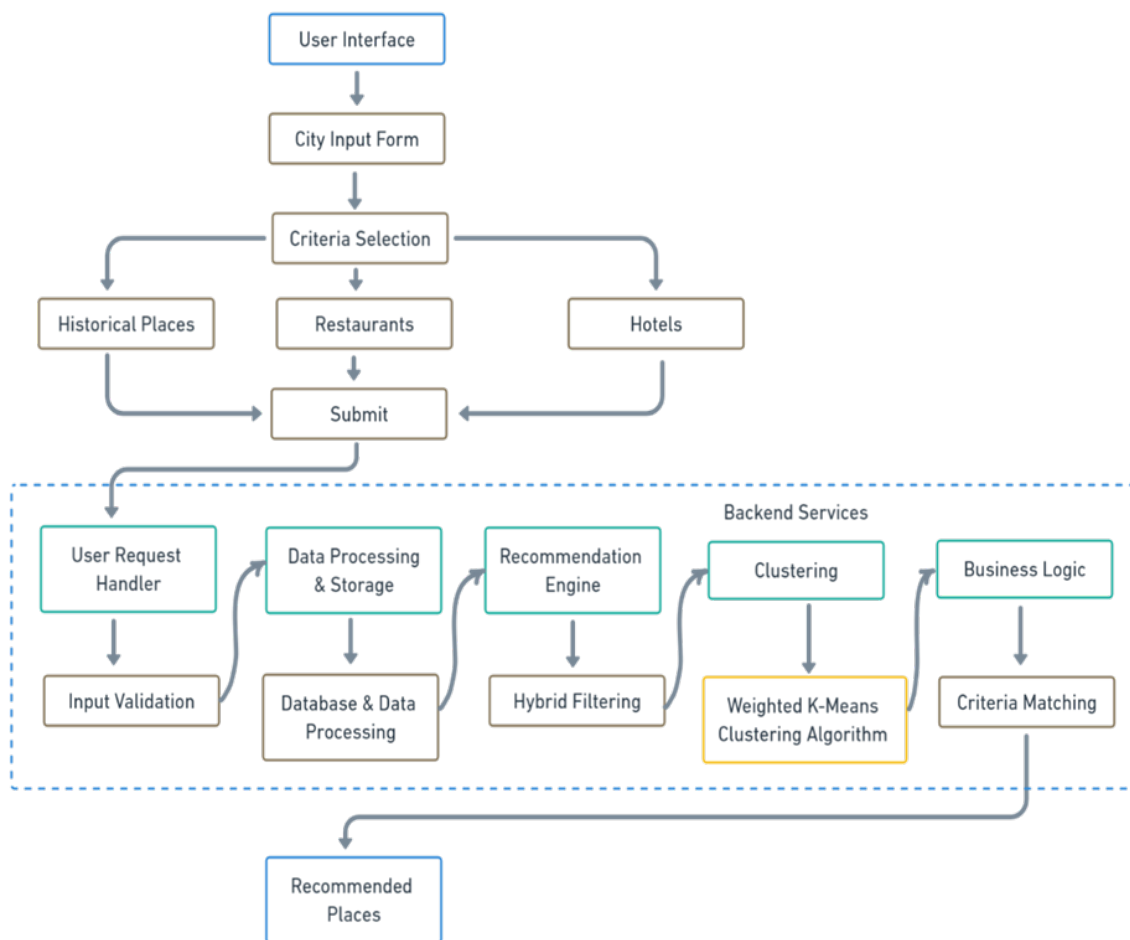 User Interface
City Input Form
Criteria Selection
Historical Places
Restaurants
Hotels
Submit
Backend Services
User Request
Handler
Data Processing
& Storage
Recommendation
Engine
Clustering
Business Logic
Input Validation
Database & Data
Processing
Hybrid Filtering
Weighted K-Means
Clustering Algorithm
Criteria Matching
Recommended
Places